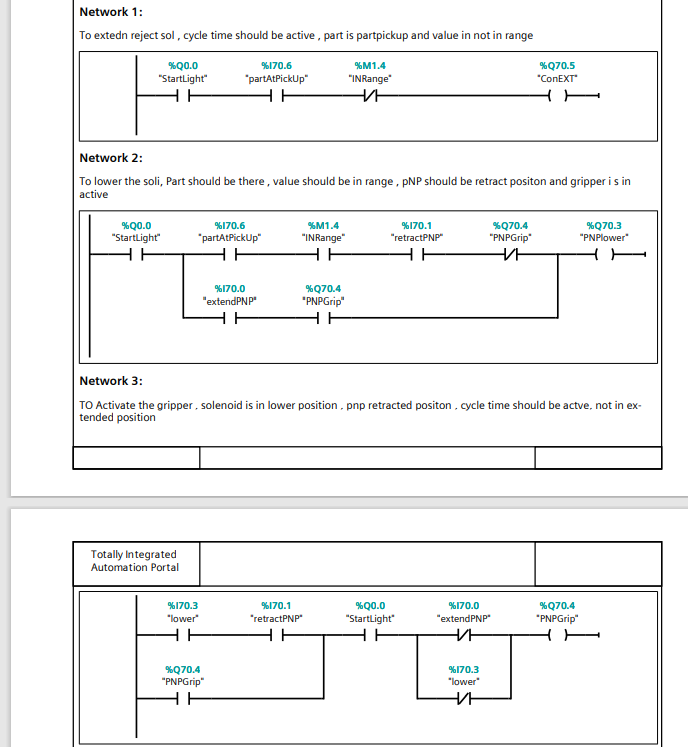 Network 1:
To extedn reject sol , cycle time should be active , part is partpickup and value in not in range
%Q0.0 %I70.6 %M1.4 %Q70.5
"StartLight" "partAtPickUp" "INRange" "ConEXT"
Network 2:
To lower the soli, Part should be there , value should be in range , pNP should be retract positon and gripper i s in
active
%Q0.0 %I70.6 %M1.4 %I70.1 %Q70.4 %Q70.3
"StartLight" "partAtPickUp" "INRange" "retractPNP" "PNPGrip" "PNPlower"
%I70.0 %Q70.4
"extendPNP" "PNPGrip"
Network 3:
TO Activate the gripper , solenoid is in lower position , pnp retracted positon , cycle time should be actve, not in ex-
tended position
Totally Integrated
Automation Portal
%I70.3 %I70.1 %Q0.0 %I70.0 %Q70.4
"lower" "retractPNP" "StartLight" "extendPNP" "PNPGrip"
%Q70.4 %I70.3
"PNPGrip" "lower"